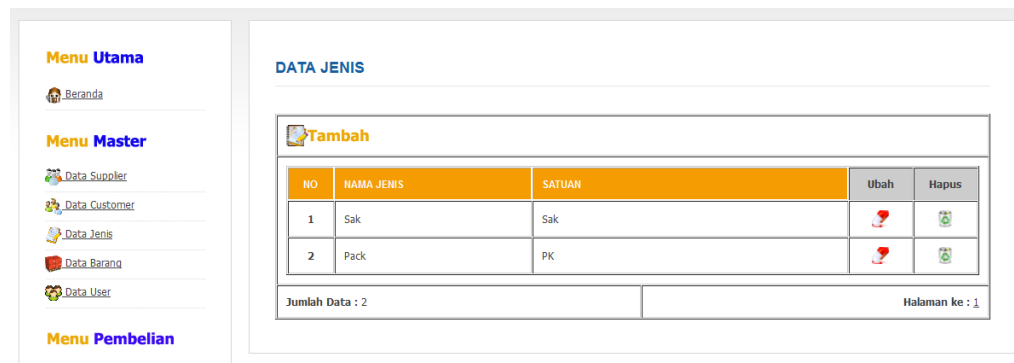 Menu Utama
Beranda
Menu Master
Data Supplier
Data Customer
Data Jenis
Data Barang
Data User
Menu Pembelian
DATA JENIS
Tambah
NO NAMA JENIS SATUAN Ubah Hapus
1 Sak Sak
2 Pack PK
Jumlah Data : 2 Halaman ke : 1